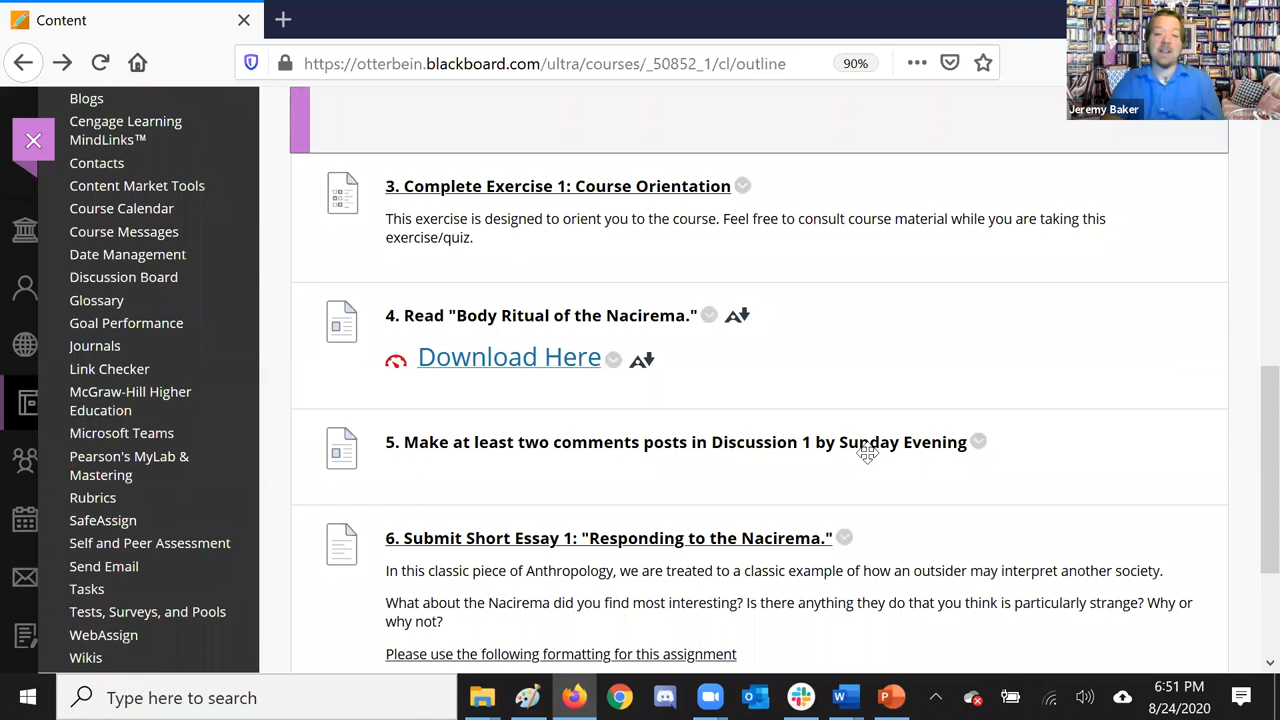 Content
https://otterbein.blackboard.com/ultra/courses/_50852_1/cl/outline
90%
Jeremy Baker
Blogs
Cengage Learning
MindLinks™
Contacts
Content Market Tools
Course Calendar
Course Messages
Date Management
Discussion Board
Glossary
Goal Performance
Journals
Link Checker
McGraw-Hill Higher
Education
Microsoft Teams
Pearson's MyLab &
Mastering
Rubrics
SafeAssign
Self and Peer Assessment
Send Email
Tasks
Tests, Surveys, and Pools
WebAssign
Wikis
3. Complete Exercise 1: Course Orientation
This exercise is designed to orient you to the course. Feel free to consult course material while you are taking this
exercise/quiz.
4. Read "Body Ritual of the Nacirema."
Download Here
5. Make at least two comments posts in Discussion 1 by Sunday Evening
6. Submit Short Essay 1: "Responding to the Nacirema."
In this classic piece of Anthropology, we are treated to a classic example of how an outsider may interpret another society.
What about the Nacirema did you find most interesting? Is there anything they do that you think is particularly strange? Why or
why not?
Please use the following formatting for this assignment
Type here to search
6:51 PM
8/24/2020